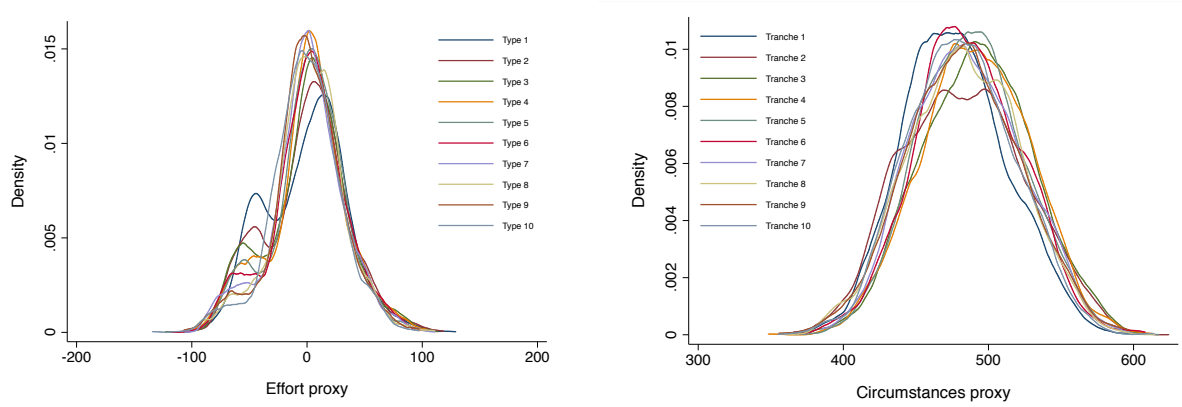 Density
.015
.01
.005
0
-200
-100
0
100
200
Effort proxy
Type 1
Type 2
Type 3
Type 4
Type 5
Type 6
Type 7
Type 8
Type 9
Type 10
Density
.01
.008
.006
.004
.002
0
300
400
500
600
Circumstances proxy
Tranche 1
Tranche 2
Tranche 3
Tranche 4
Tranche 5
Tranche 6
Tranche 7
Tranche 8
Tranche 9
Tranche 10